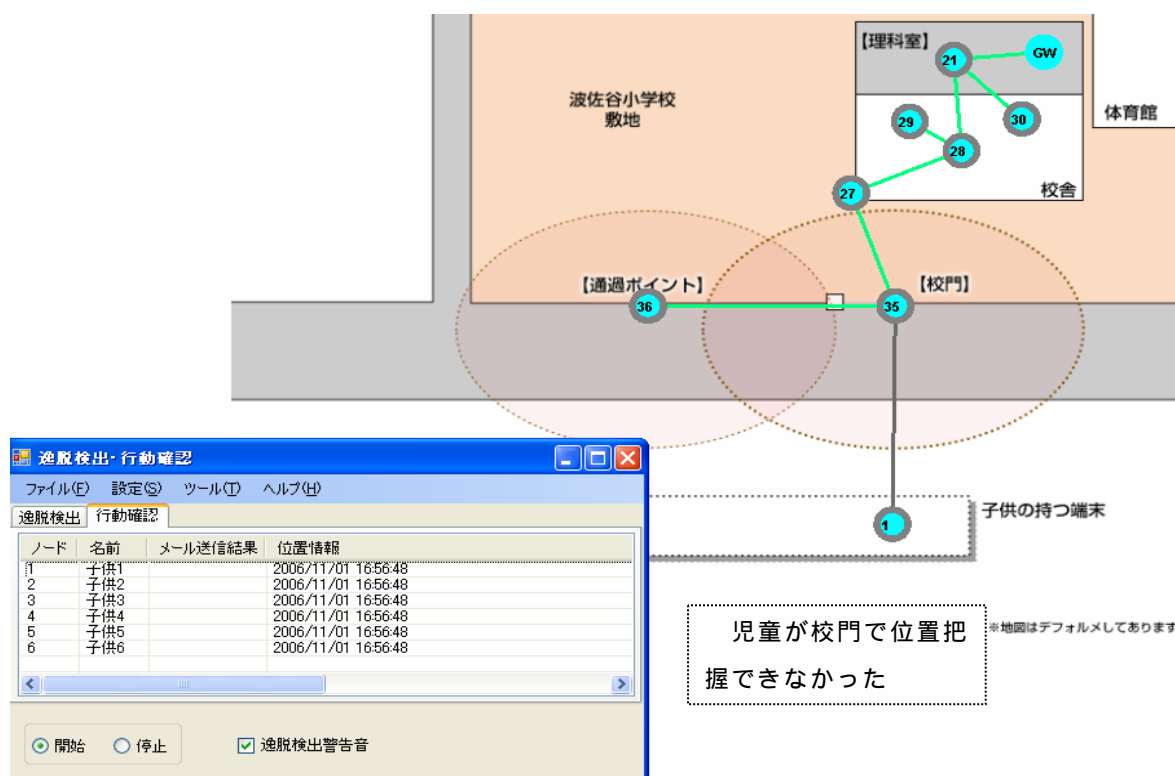 【理科室】
21
GW
波佐谷小学校
敷地
29
30
体育館
28
校舎
27
【通過ポイント】
【校門】
36
35
逸脱検出・行動確認
ファイル(F) 設定(S) ツール(T) ヘルプ(H)
逸脱検出 行動確認
子供の持つ端末
1
ノード 名前 メール送信結果 位置情報
1 子供1 2006/11/01 16:56:48
2 子供2 2006/11/01 16:56:48
3 子供3 2006/11/01 16:56:48
4 子供4 2006/11/01 16:56:48
5 子供5 2006/11/01 16:56:48
6 子供6 2006/11/01 16:56:48
児童が校門で位置把
握できなかった
※地図はデフォルメしてあります
開始 停止 逸脱検出警告音